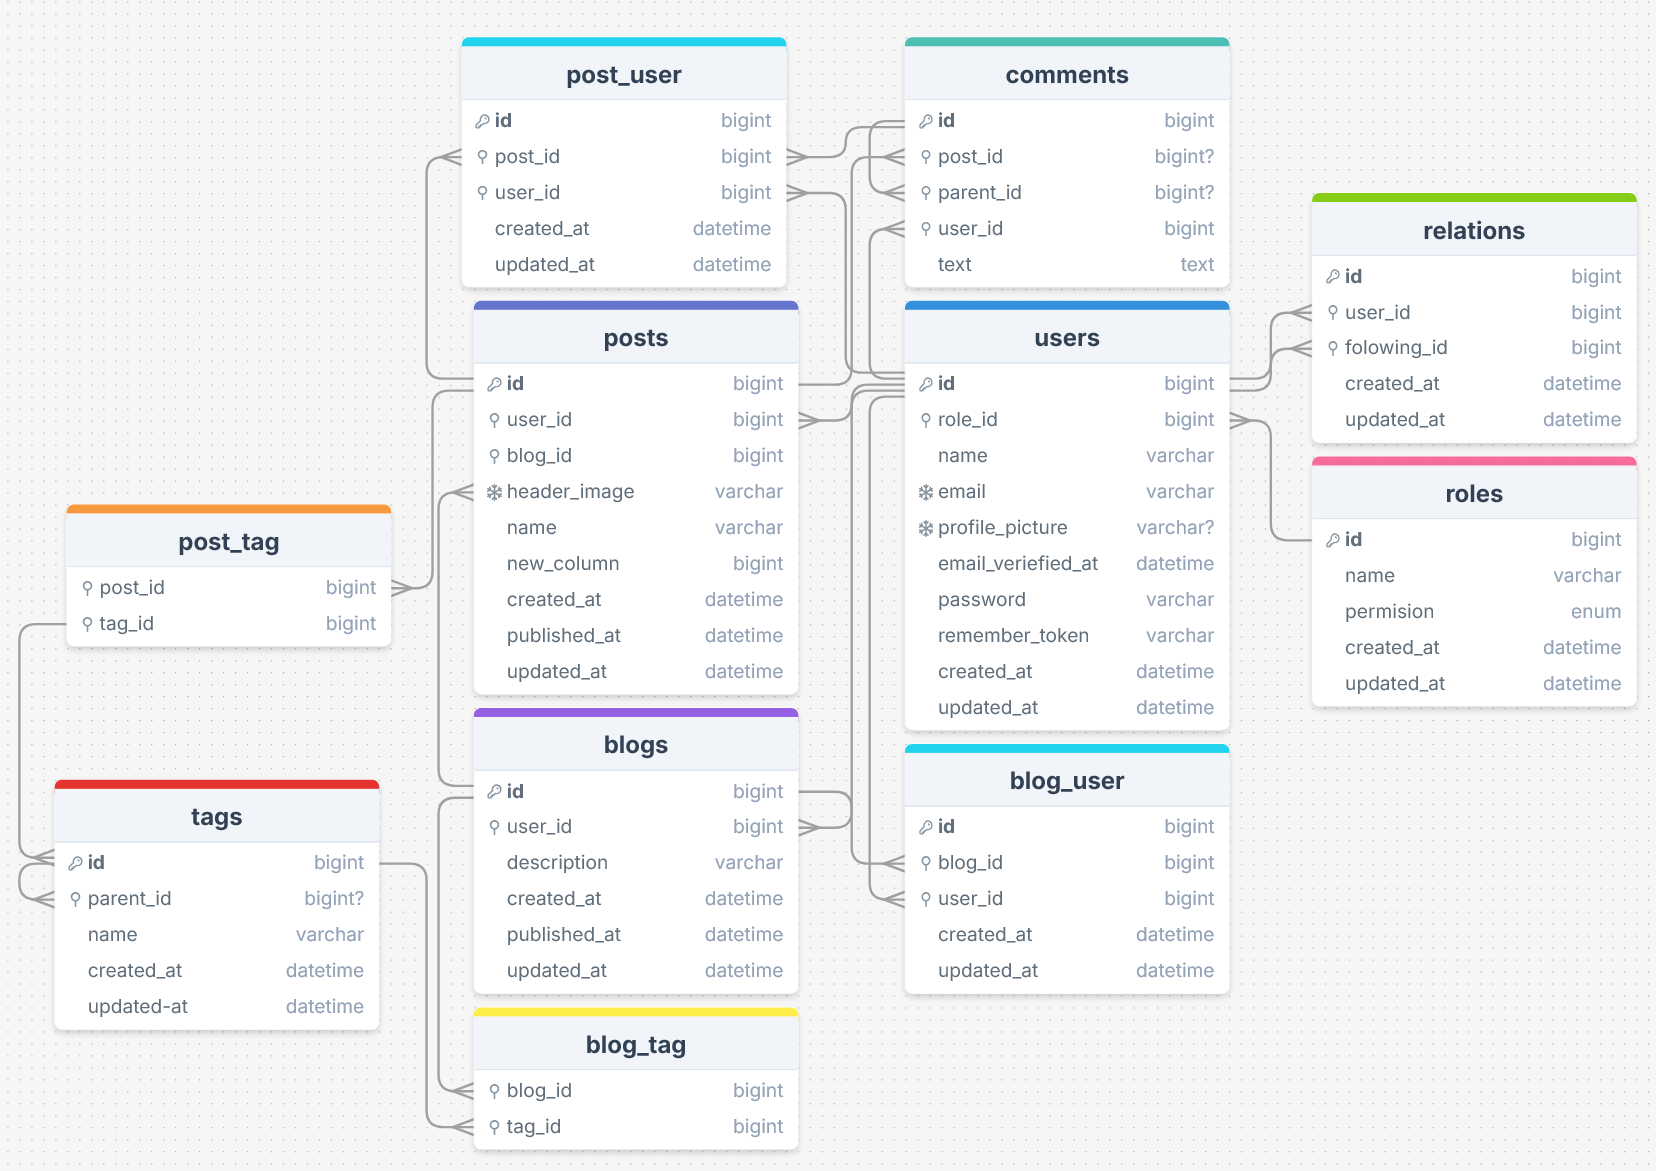 post_user
id bigint
post_id bigint
user_id bigint
created_at datetime
updated_at datetime
comments
id bigint
post_id bigint?
parent_id bigint?
user_id bigint
text text
relations
id bigint
user_id bigint
folowing_id bigint
created_at datetime
updated_at datetime
posts
id bigint
user_id bigint
blog_id bigint
header_image varchar
name varchar
new_column bigint
created_at datetime
published_at datetime
updated_at datetime
users
id bigint
role_id bigint
name varchar
email varchar
profile_picture varchar?
email_veriefied_at datetime
password varchar
remember_token varchar
created_at datetime
updated_at datetime
roles
id bigint
name varchar
permision enum
created_at datetime
updated_at datetime
post_tag
post_id bigint
tag_id bigint
tags
id bigint
parent_id bigint?
name varchar
created_at datetime
updated-at datetime
blogs
id bigint
user_id bigint
description varchar
created_at datetime
published_at datetime
updated_at datetime
blog_user
id bigint
blog_id bigint
user_id bigint
created_at datetime
updated_at datetime
blog_tag
blog_id bigint
tag_id bigint